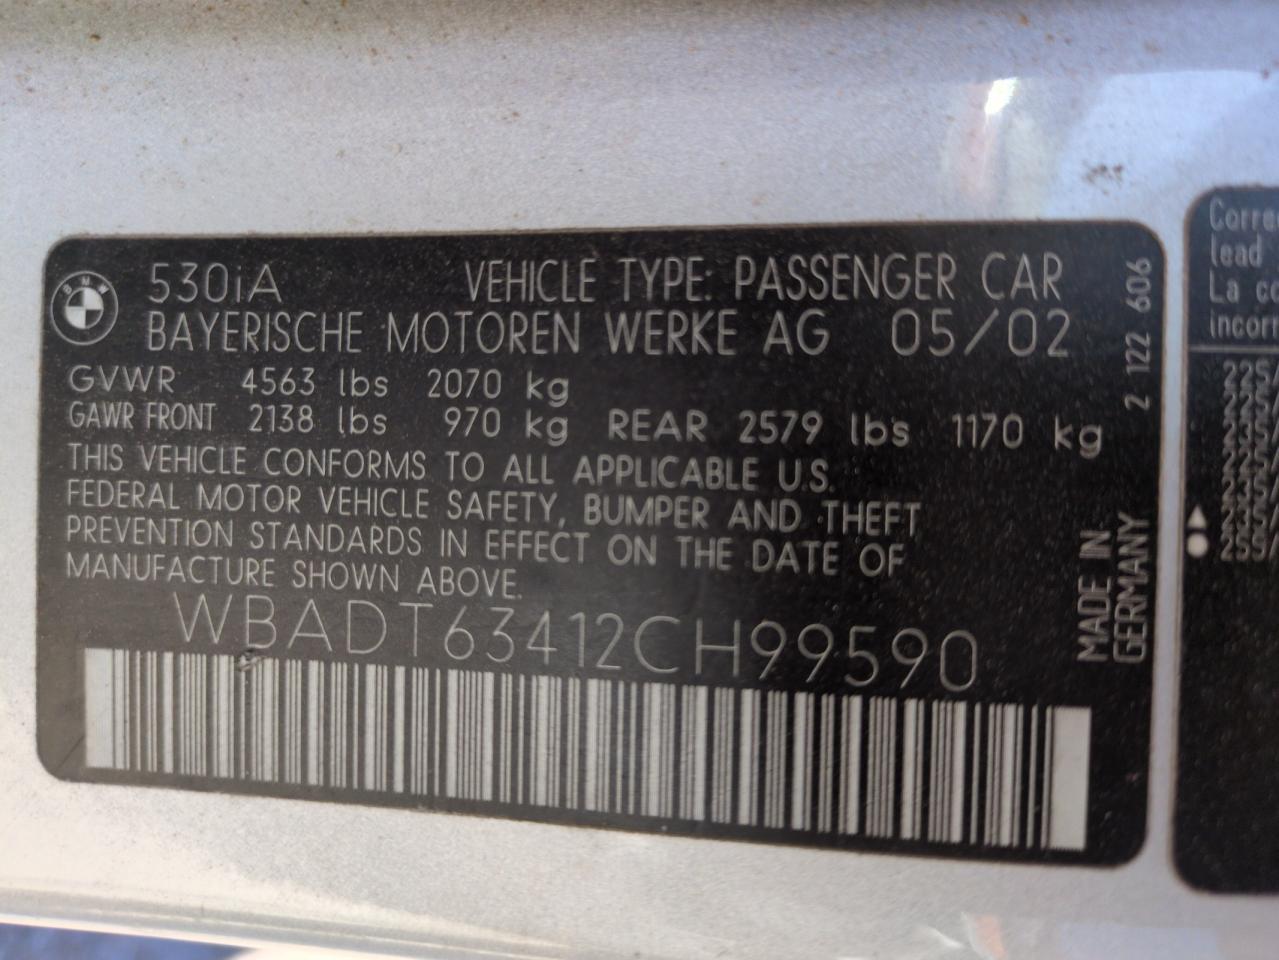 BMW
530iA VEHICLE TYPE: PASSENGER CAR
BAYERISCHE MOTOREN WERKE AG 05/02
GVWR 4563 lbs 2070 kg
GAWR FRONT 2138 lbs 970 kg REAR 2579 lbs 1170 kg
THIS VEHICLE CONFORMS TO ALL APPLICABLE U.S.
FEDERAL MOTOR VEHICLE SAFETY, BUMPER AND THEFT
PREVENTION STANDARDS IN EFFECT ON THE DATE OF
MANUFACTURE SHOWN ABOVE.
WBADT63412CH99590
2 122 606
MADE IN
GERMANY
lead
La